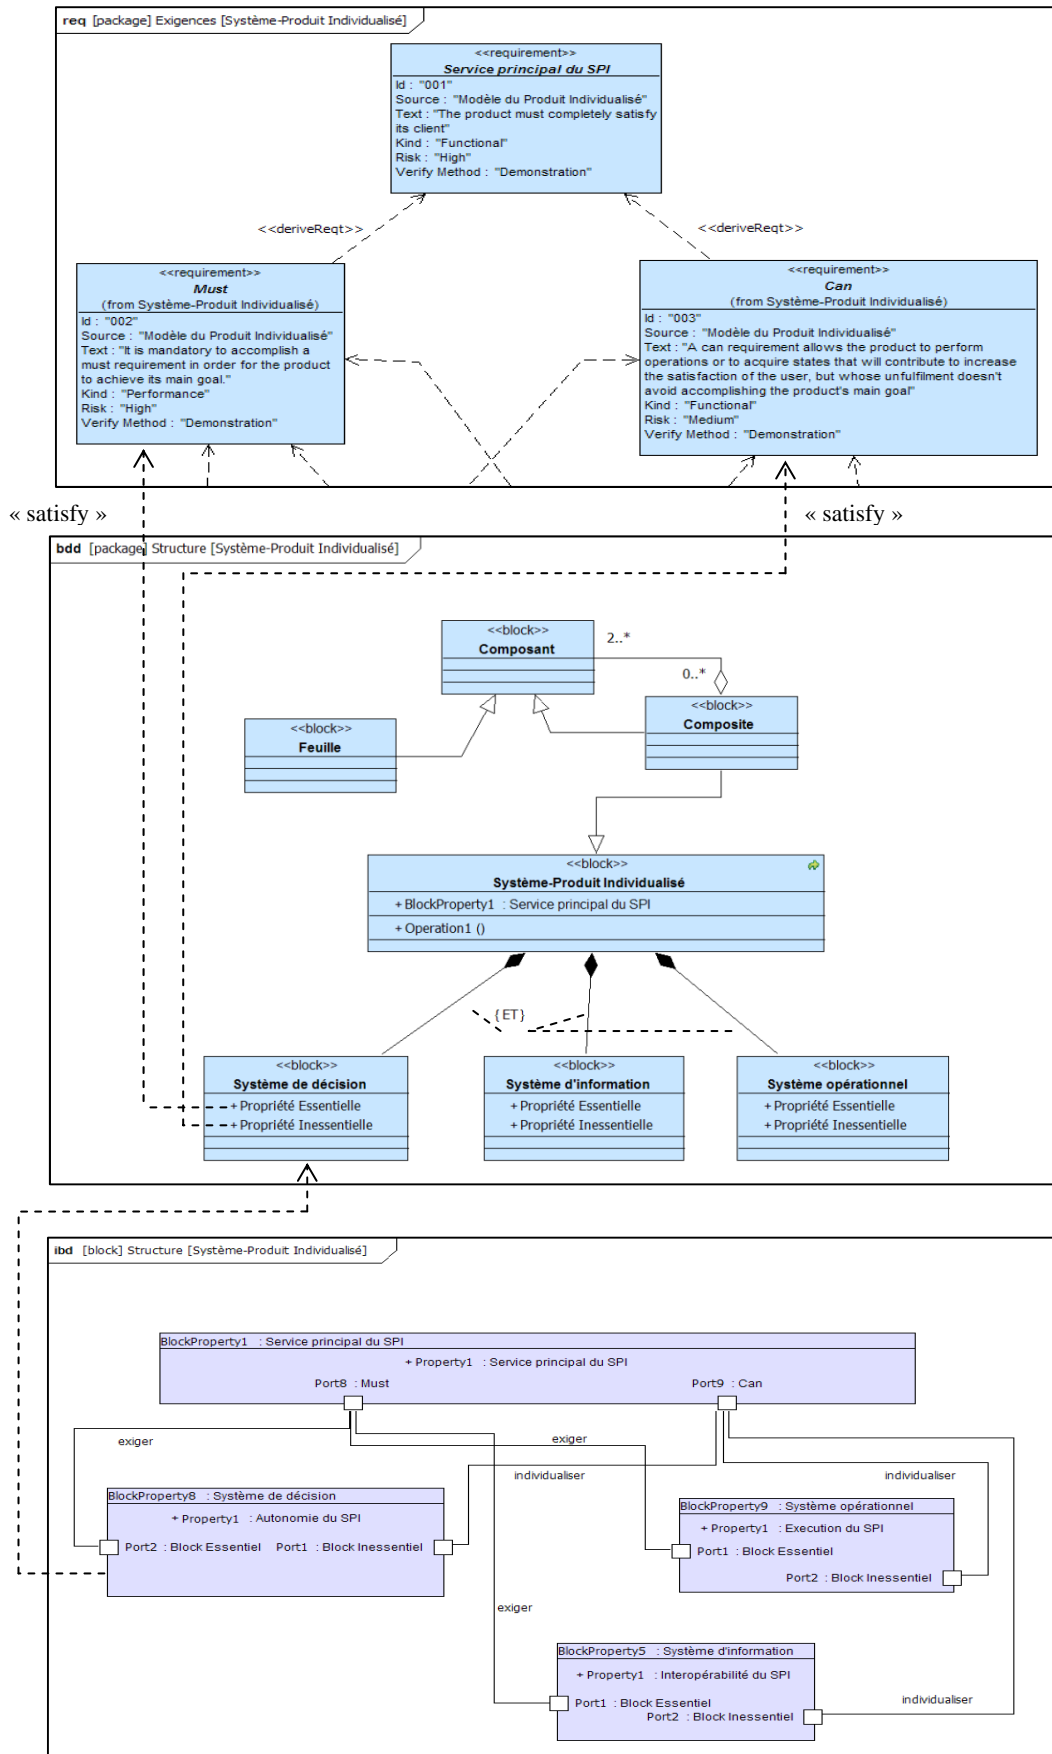 req [package] Exigences [Système-Produit Individualisé]
<<requirement>>
Service principal du SPI
Id : "001"
Source : "Modèle du Produit Individualisé"
Text : "The product must completely satisfy
its client"
Kind : "Functional"
Risk : "High"
Verify Method : "Demonstration"
<<deriveReqt>>
<<deriveReqt>>
<<requirement>>
Must
(from Système-Produit Individualisé)
Id : "002"
Source : "Modèle du Produit Individualisé"
Text : "It is mandatory to accomplish a
must requirement in order for the product
to achieve its main goal."
Kind : "Performance"
Risk : "High"
Verify Method : "Demonstration"
<<requirement>>
Can
(from Système-Produit Individualisé)
Id : "003"
Source : "Modèle du Produit Individualisé"
Text : "A can requirement allows the product to perform
operations or to acquire states that will contribute to increase
the satisfaction of the user, but whose unfulfilment doesn't
avoid accomplishing the product's main goal"
Kind : "Functional"
Risk : "Medium"
Verify Method : "Demonstration"
« satisfy »
« satisfy »
bdd [package] Structure [Système-Produit Individualisé]
<<block>>
Composant
2..*
0..*
<<block>>
Composite
<<block>>
Feuille
<<block>>
Système-Produit Individualisé
+ BlockProperty1 : Service principal du SPI
+ Operation1 ()
{ET}
<<block>>
Système de décision
+ Propriété Essentielle
+ Propriété Inessentielle
<<block>>
Système d'information
+ Propriété Essentielle
+ Propriété Inessentielle
<<block>>
Système opérationnel
+ Propriété Essentielle
+ Propriété Inessentielle
ibd [block] Structure [Système-Produit Individualisé]
BlockProperty1 : Service principal du SPI
+ Property1 : Service principal du SPI
Port8 : Must
Port9 : Can
exiger
exiger
individualiser
individualiser
BlockProperty8 : Système de décision
+ Property1 : Autonomie du SPI
Port2 : Block Essentiel
Port1 : Block Inessentiel
BlockProperty9 : Système opérationnel
+ Property1 : Execution du SPI
Port1 : Block Essentiel
Port2 : Block Inessentiel
exiger
BlockProperty5 : Système d'information
+ Property1 : Interopérabilité du SPI
Port1 : Block Essentiel
Port2 : Block Inessentiel
individualiser